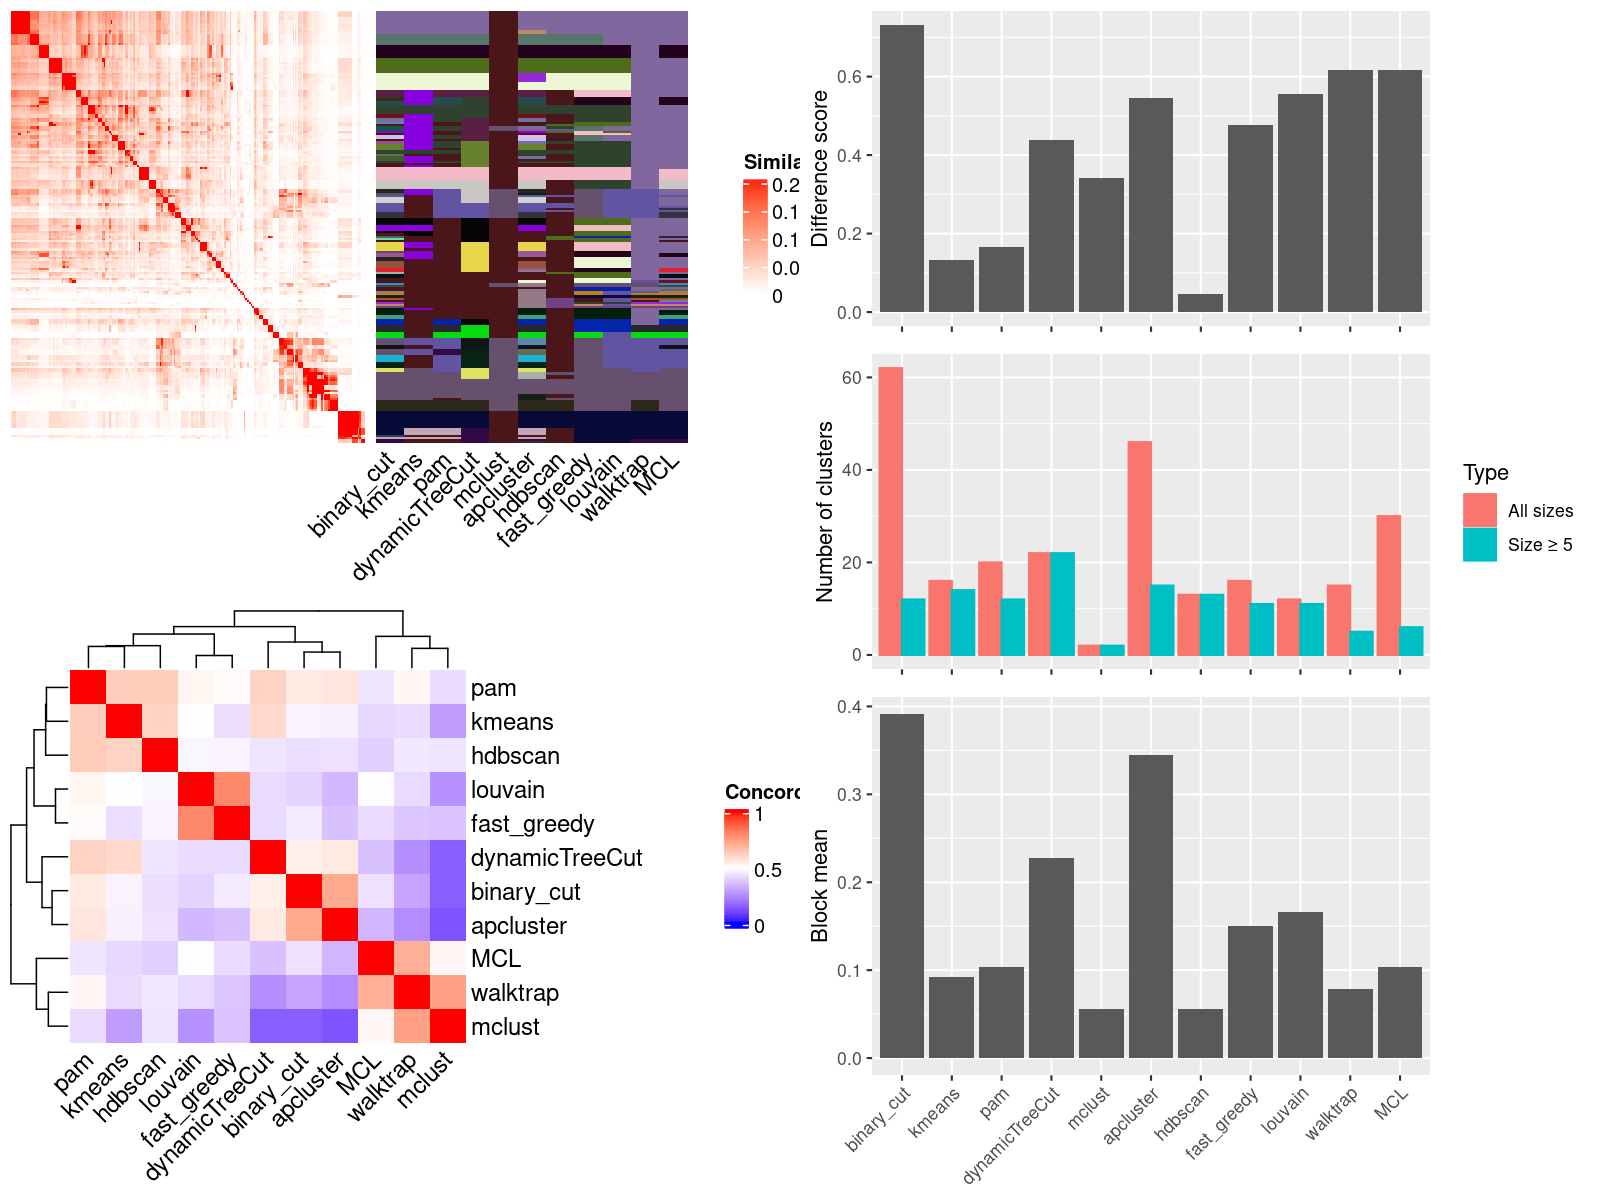 Simila
0.2
0.1
0.1
0.0
0
binary_cut
kmeans
pam
dynamicTreeCut
mclust
apcluster
hdbscan
fast_greedy
louvain
walktrap
MCL
pam
kmeans
hdbscan
louvain
fast_greedy
dynamicTreeCut
binary_cut
apcluster
MCL
walktrap
mclust
pam
kmeans
hdbscan
louvain
fast_greedy
dynamicTreeCut
binary_cut
apcluster
MCL
walktrap
mclust
Concord
1
0.5
0
Difference score
0.6
0.4
0.2
0.0
Number of clusters
60
40
20
0
Type
All sizes
Size ≥ 5
Block mean
0.4
0.3
0.2
0.1
0.0
binary_cut
kmeans
pam
dynamicTreeCut
mclust
apcluster
hdbscan
fast_greedy
louvain
walktrap
MCL